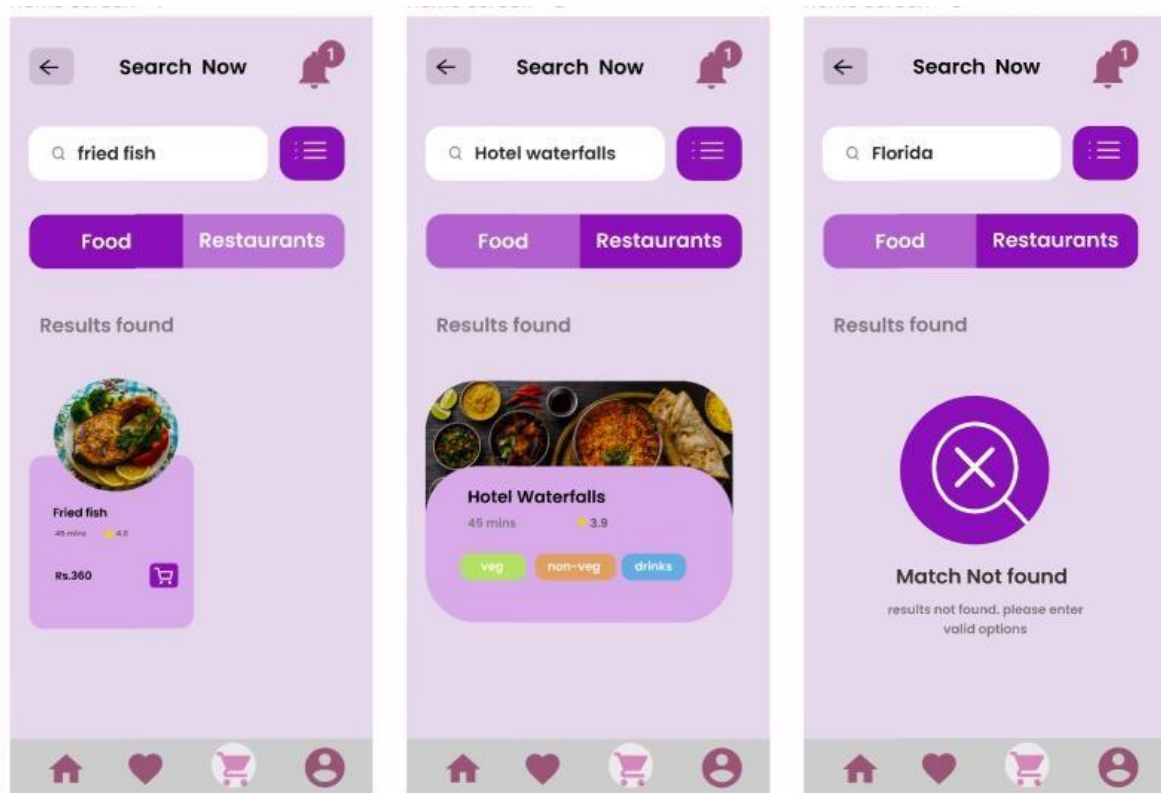 Search Now
1
fried fish
Food
Restaurants
Results found
Fried fish
45 mins
Rs.360
Search Now
1
Hotel waterfalls
Food
Restaurants
Results found
Hotel Waterfalls
45 mins
3.9
veg
non-veg
drinks
Search Now
1
Florida
Food
Restaurants
Results found
Match Not found
results not found. please enter
valid options